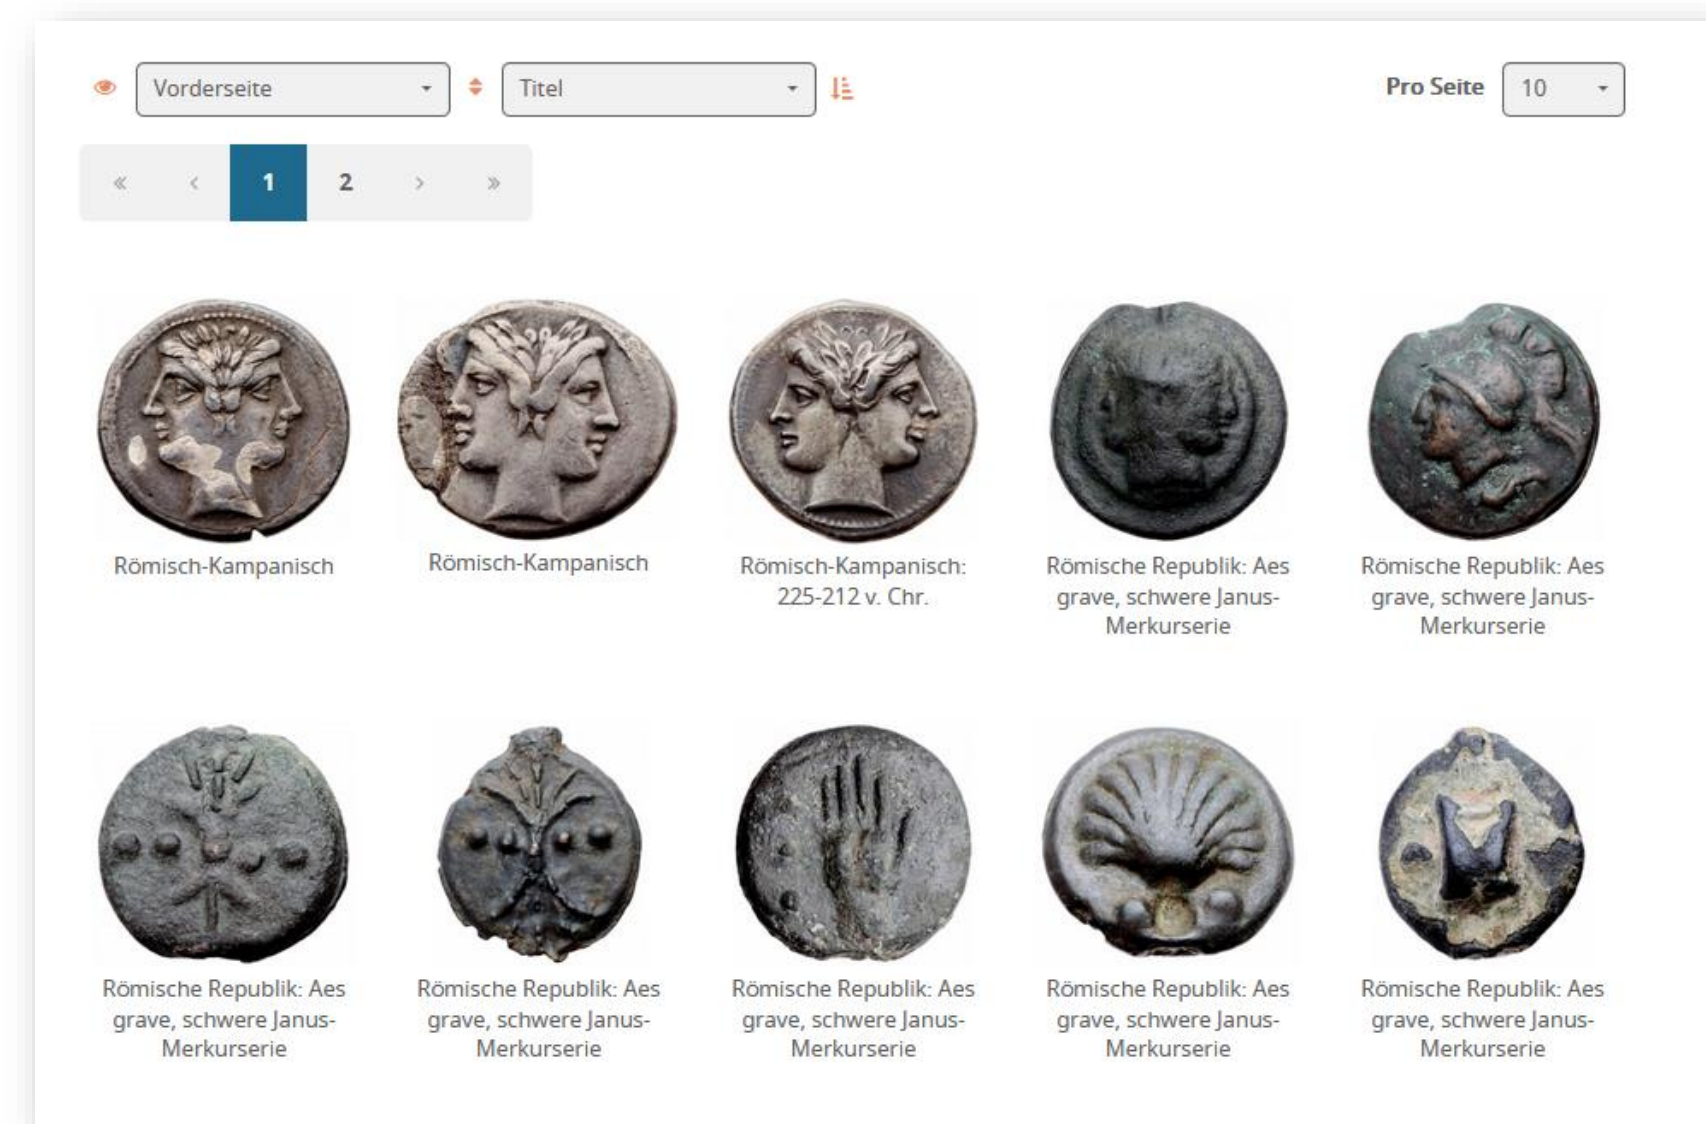 Vorderseite
Titel
Pro Seite
10
« ‹ 1 2 › »
Römisch-Kampanisch
Römisch-Kampanisch
Römisch-Kampanisch:
225-212 v. Chr.
Römische Republik: Aes
grave, schwere Janus-
Merkurserie
Römische Republik: Aes
grave, schwere Janus-
Merkurserie
Römische Republik: Aes
grave, schwere Janus-
Merkurserie
Römische Republik: Aes
grave, schwere Janus-
Merkurserie
Römische Republik: Aes
grave, schwere Janus-
Merkurserie
Römische Republik: Aes
grave, schwere Janus-
Merkurserie
Römische Republik: Aes
grave, schwere Janus-
Merkurserie